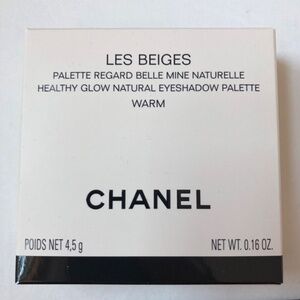 LES BEIGES
PALETTE REGARD BELLE MINE NATURELLE
HEALTHY GLOW NATURAL EYESHADOW PALETTE
WARM
CHANEL
POIDS NET 4,5 g NET WT. 0.16 OZ.